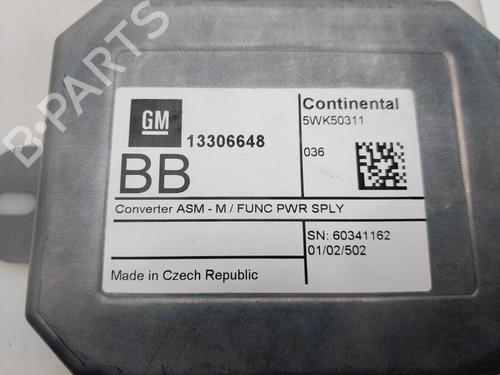 GM
13306648
BB
Converter ASM - M / FUNC PWR SPLY
Made in Czech Republic
Continental
5WK50311
036
SN: 60341162
01/02/502
B-PARTS